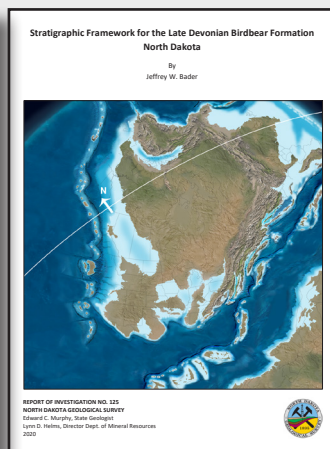 Stratigraphic Framework for the Late Devonian Birdbear Formation
North Dakota
By
Jeffrey W. Bader
N
REPORT OF INVESTIGATION NO. 125
NORTH DAKOTA GEOLOGICAL SURVEY
Edward C. Murphy, State Geologist
Lynn D. Helms, Director Dept. of Mineral Resources
2020